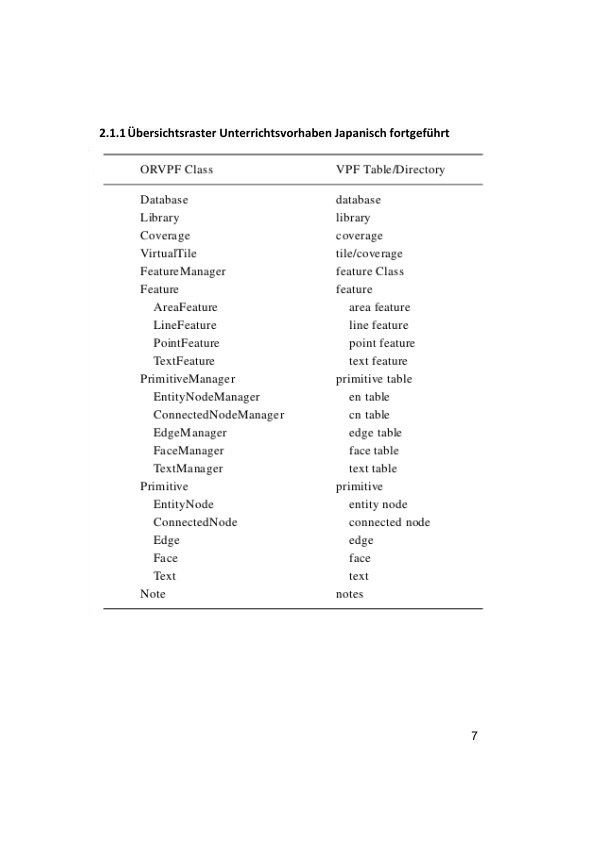 2.1.1 Übersichtsraster Unterrichtsvorhaben Japanisch fortgeführt
ORVPF Class VPF Table/Directory
Database database
Library library
Coverage coverage
VirtualTile tile/coverage
FeatureManager feature Class
Feature feature
AreaFeature area feature
LineFeature line feature
PointFeature point feature
TextFeature text feature
PrimitiveManager primitive table
EntityNodeManager en table
ConnectedNodeManager cn table
EdgeManager edge table
FaceManager face table
TextManager text table
Primitive primitive
EntityNode entity node
ConnectedNode connected node
Edge edge
Face face
Text text
Note notes
7